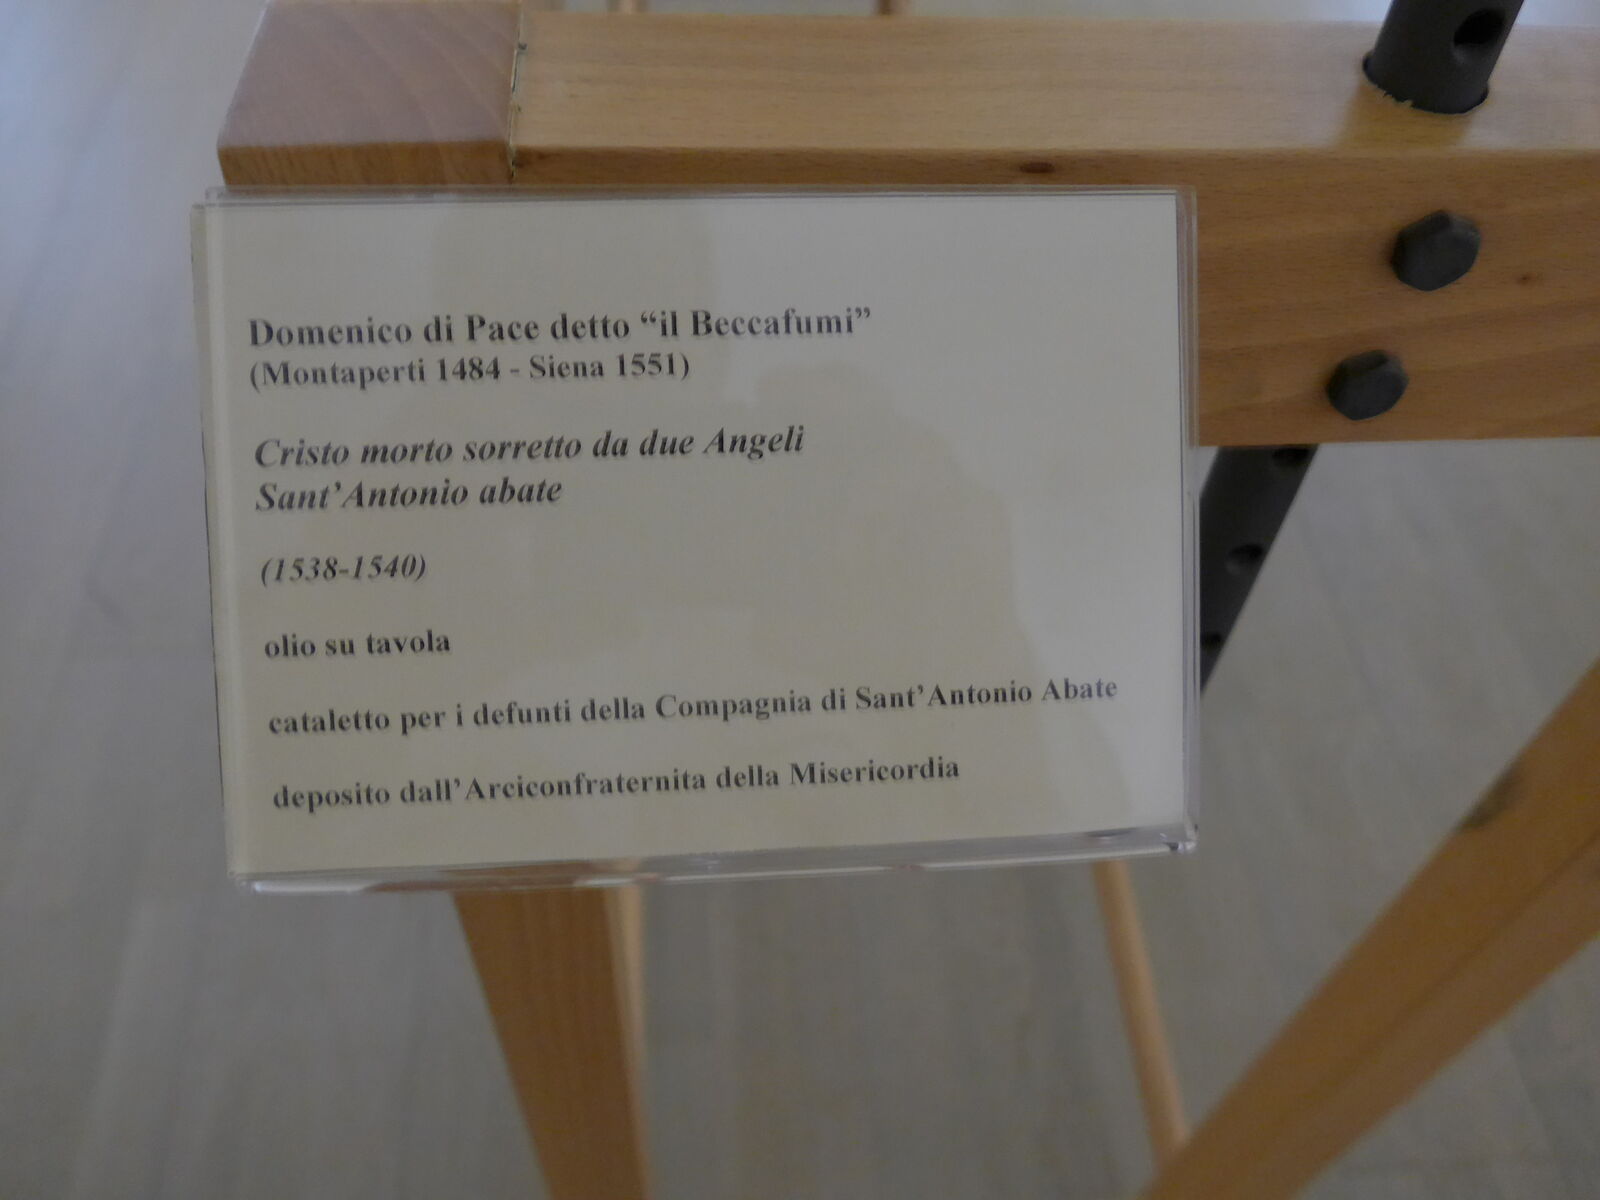 Domenico di Pace detto “il Beccafumi”
(Montaperti 1484 - Siena 1551)
Cristo morto sorretto da due Angeli
Sant’Antonio abate
(1538-1540)
olio su tavola
cataletto per i defunti della Compagnia di Sant’Antonio Abate
deposito dall’Arciconfraternita della Misericordia